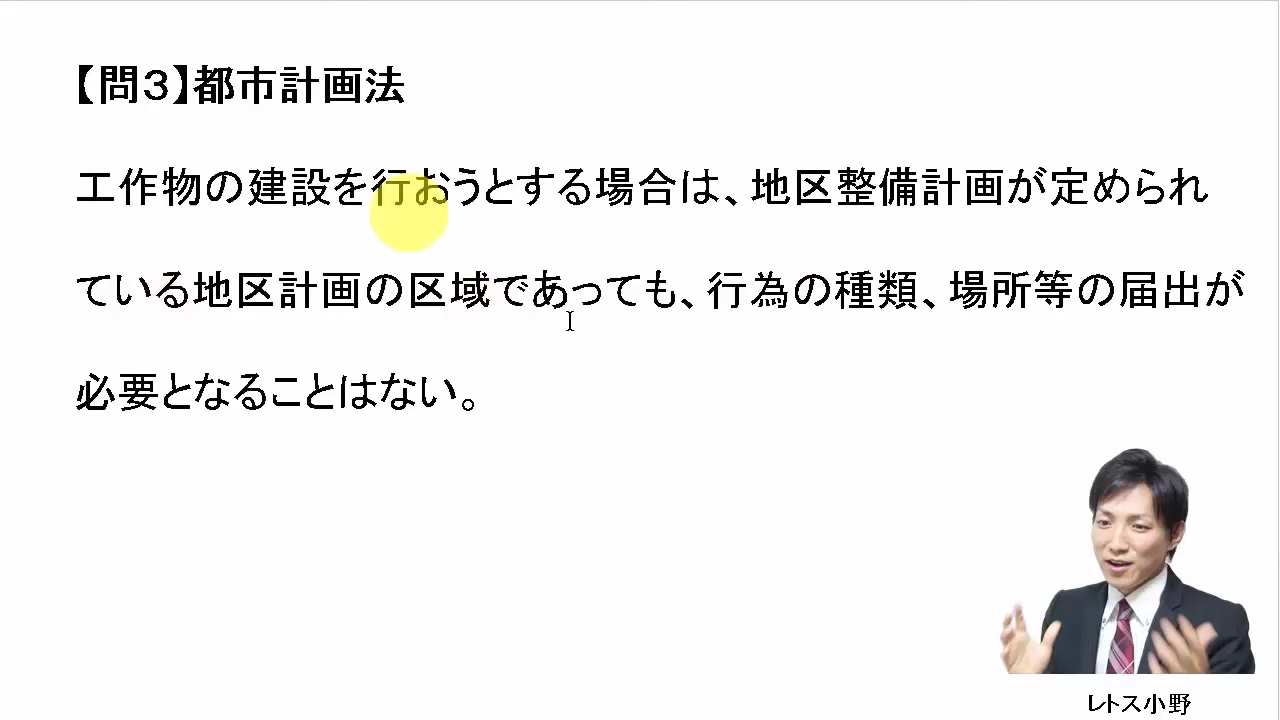 【問３】都市計画法
工作物の建設を行おうとする場合は、地区整備計画が定められ
ている地区計画の区域であっても、行為の種類、場所等の届出が
必要となることはない。
レトス小野